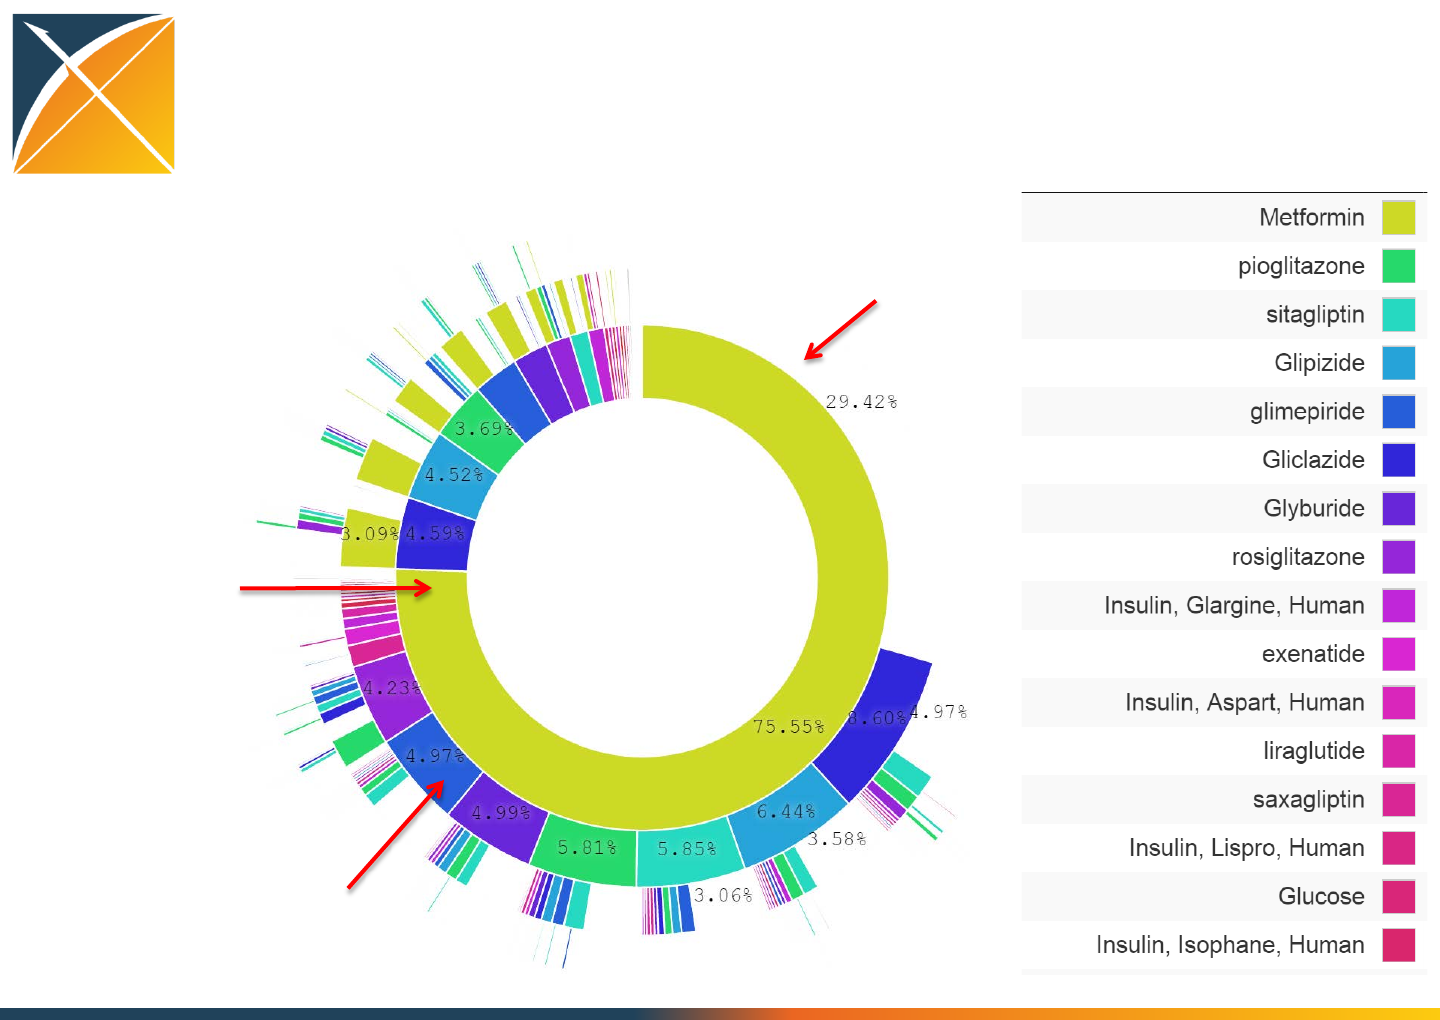 Metformin
pioglitazone
sitagliptin
Glipizide
glimepiride
Gliclazide
Glyburide
rosiglitazone
Insulin, Glargine, Human
exenatide
Insulin, Aspart, Human
liraglutide
saxagliptin
Insulin, Lispro, Human
Glucose
Insulin, Isophane, Human
29.42%
3.69%
4.52%
3.09%
4.59%
4.23%
75.55%
8.60%
4.97%
4.97%
4.99%
6.44%
3.58%
5.81%
5.85%
3.06%